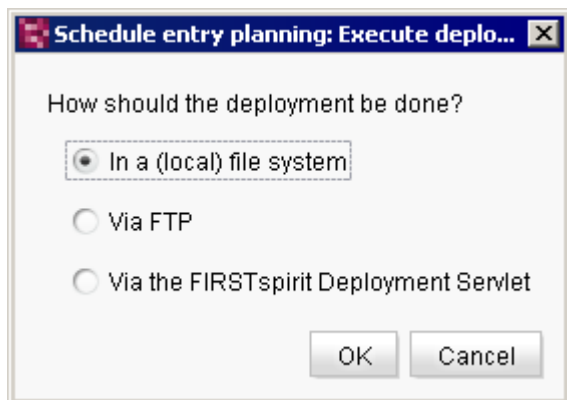 Schedule entry planning: Execute deplo...
How should the deployment be done?
In a (local) file system
Via FTP
Via the FIRSTspirit Deployment Servlet
OK Cancel